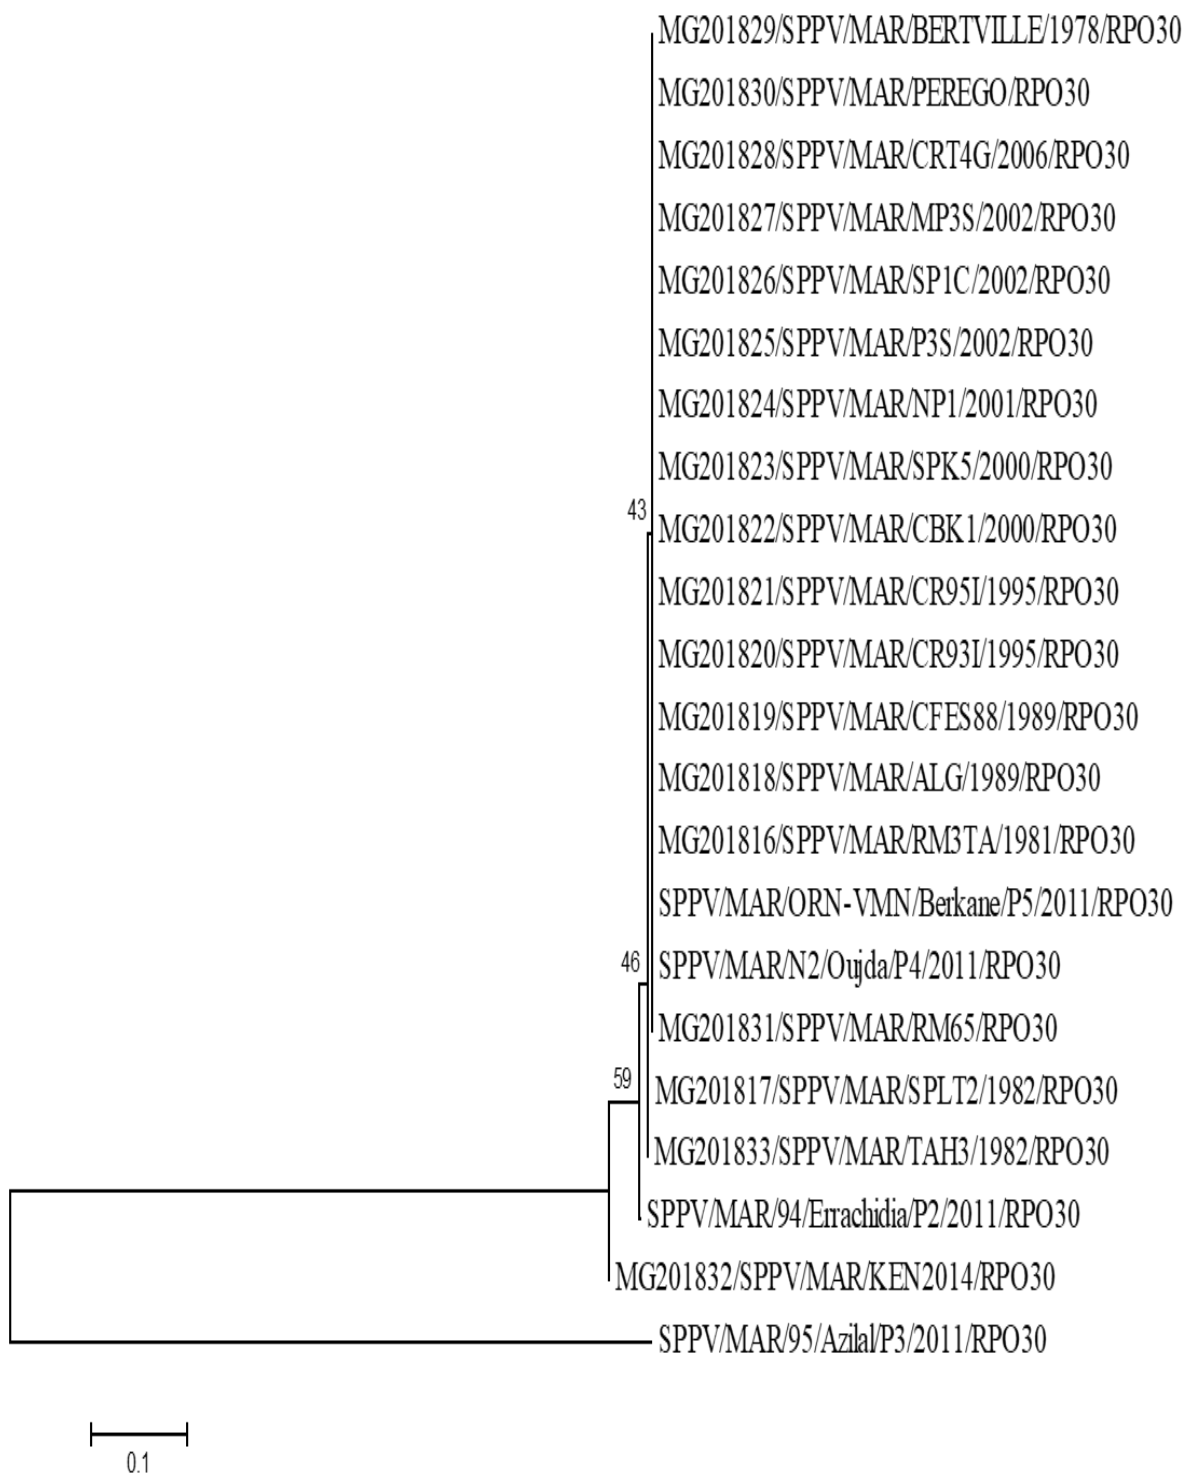 MG201829/SPPV/MAR/BERTVILLE/1978/RPO30
MG201830/SPPV/MAR/PEREGO/RPO30
MG201828/SPPV/MAR/CRT4G/2006/RPO30
MG201827/SPPV/MAR/MP3S/2002/RPO30
MG201826/SPPV/MAR/SP1C/2002/RPO30
MG201825/SPPV/MAR/P3S/2002/RPO30
MG201824/SPPV/MAR/NP1/2001/RPO30
MG201823/SPPV/MAR/SPK5/2000/RPO30
43
MG201822/SPPV/MAR/CBK1/2000/RPO30
MG201821/SPPV/MAR/CR95I/1995/RPO30
MG201820/SPPV/MAR/CR93I/1995/RPO30
MG201819/SPPV/MAR/CFES88/1989/RPO30
MG201818/SPPV/MAR/ALG/1989/RPO30
MG201816/SPPV/MAR/RM3TA/1981/RPO30
SPPV/MAR/ORN-VMN/Berkane/P5/2011/RPO30
46
SPPV/MAR/N2/Oujda/P4/2011/RPO30
MG201831/SPPV/MAR/RM65/RPO30
59
MG201817/SPPV/MAR/SPLT2/1982/RPO30
MG201833/SPPV/MAR/TAH3/1982/RPO30
SPPV/MAR/94/Errachidia/P2/2011/RPO30
MG201832/SPPV/MAR/KEN2014/RPO30
SPPV/MAR/95/Azilal/P3/2011/RPO30
0.1